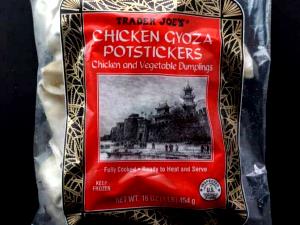 TRADER JOE'S
CHICKEN GYOZA
POTSTICKERS
Chicken and Vegetable Dumplings
Fully Cooked • Ready to Heat and Serve
KEEP
FROZEN
NET WT. 16 OZ (1 LB) 454 g